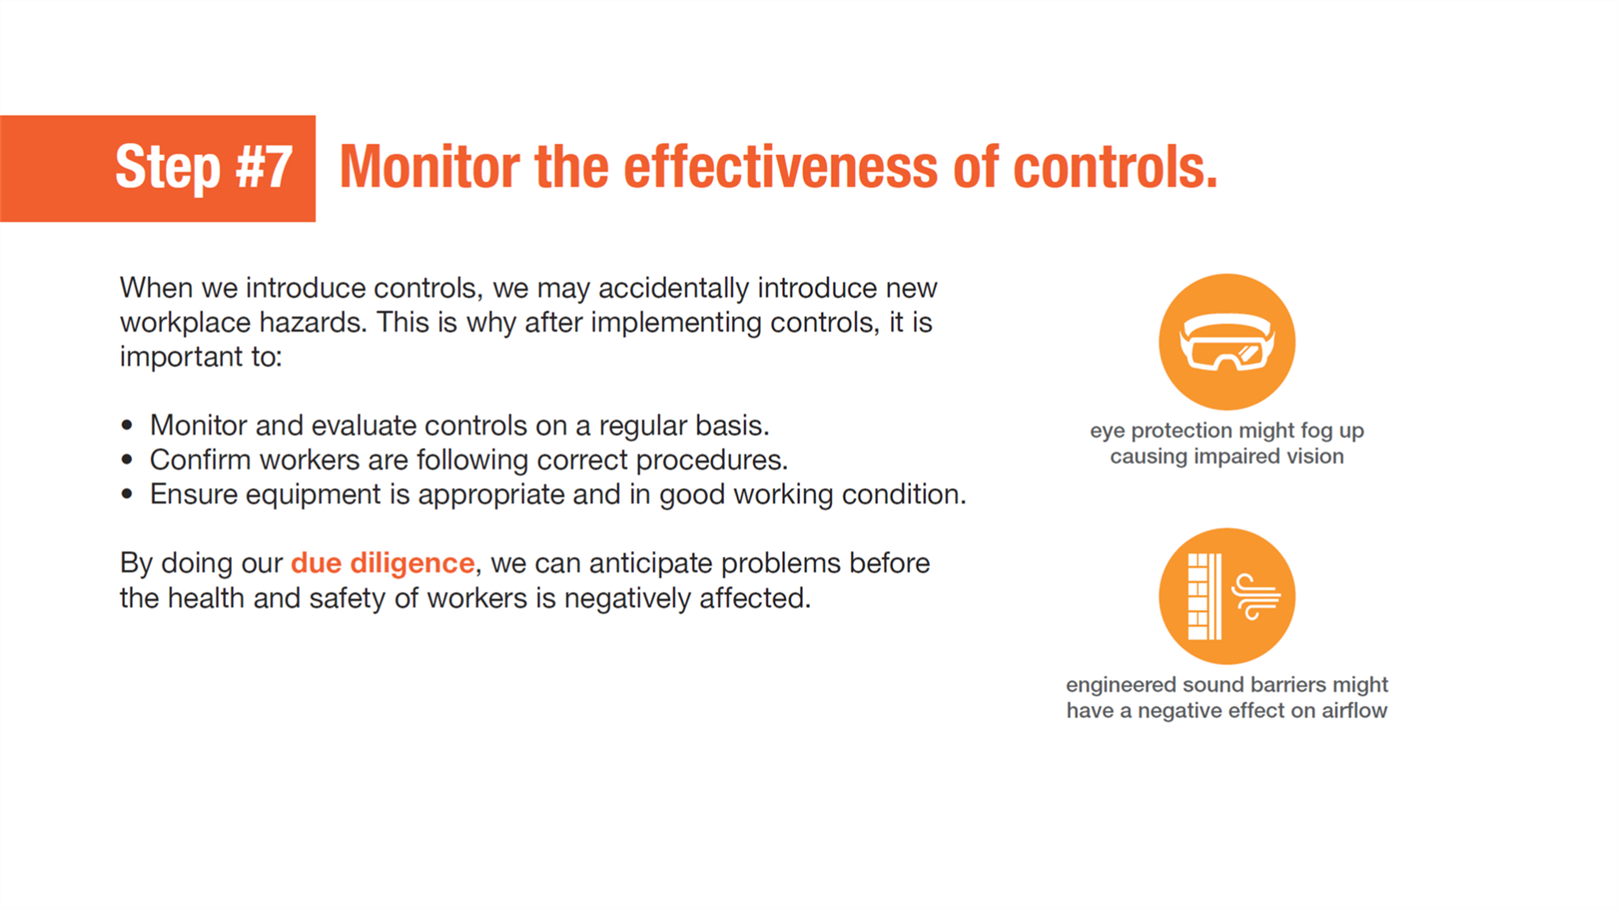 Step #7 Monitor the effectiveness of controls.
When we introduce controls, we may accidentally introduce new
workplace hazards. This is why after implementing controls, it is
important to:
• Monitor and evaluate controls on a regular basis.
• Confirm workers are following correct procedures.
• Ensure equipment is appropriate and in good working condition.
By doing our due diligence, we can anticipate problems before
the health and safety of workers is negatively affected.
eye protection might fog up
causing impaired vision
engineered sound barriers might
have a negative effect on airflow